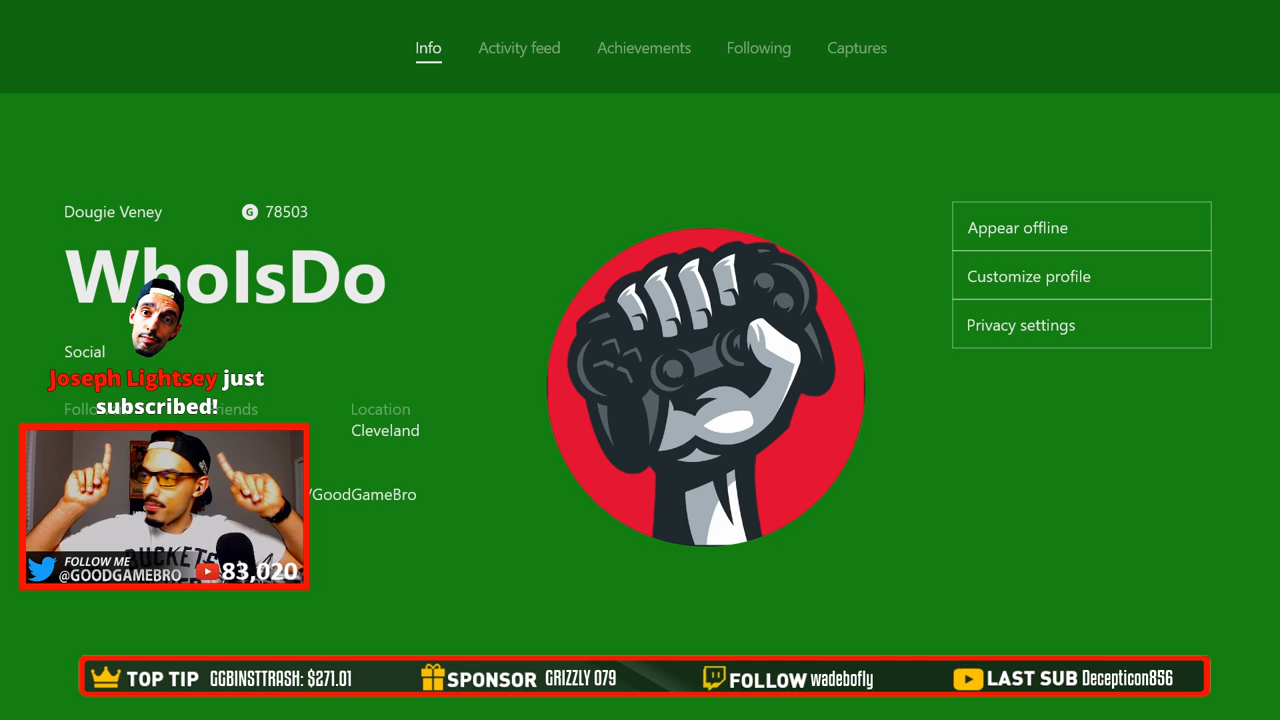 Info
Activity feed
Achievements
Following
Captures
Dougie Veney
G 78503
WhoIsDo
Appear offline
Customize profile
Privacy settings
Social
Joseph Lightsey just
subscribed!
Location
Cleveland
/GoodGameBro
BUCKETS
FOLLOW ME
@GOODGAMEBRO
83,020
TOP TIP GGBINSTTRASH: $271.01
SPONSOR GRIZZLY 079
FOLLOW wadebofly
LAST SUB Decepticon856